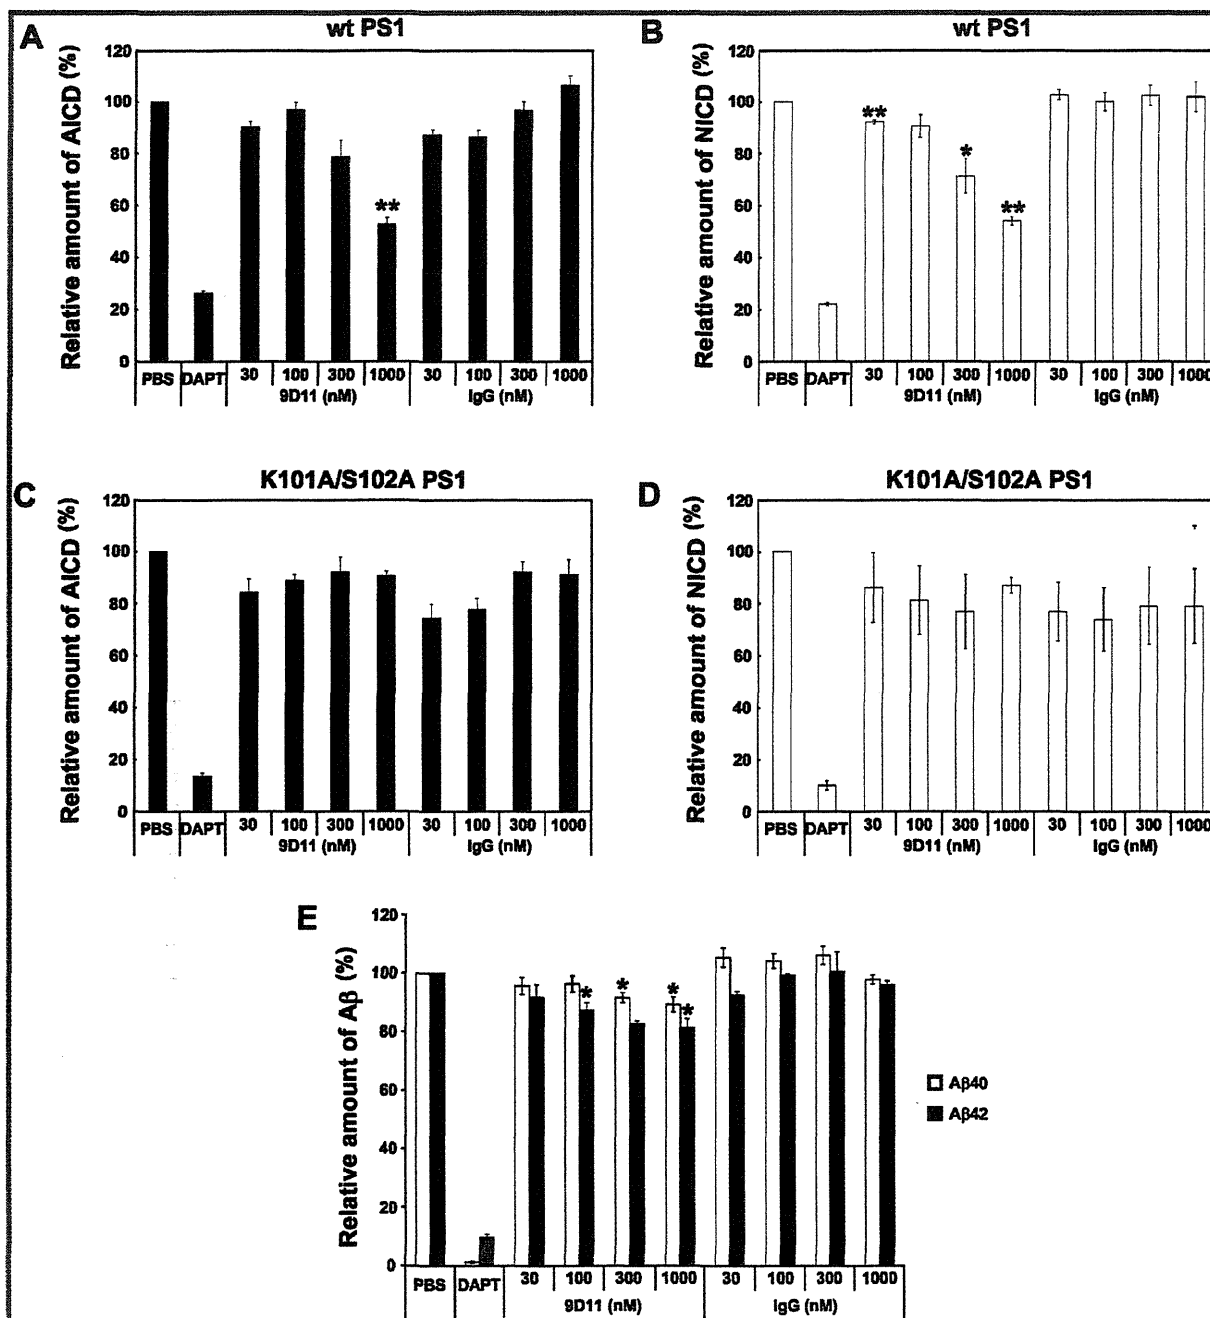 A
wt PS1
Relative amount of AICD (%)
120
100
80
60
40
20
0
**
PBS DAPT 30 100 300 1000 30 100 300 1000
9D11 (nM) IgG (nM)
B
wt PS1
Relative amount of NICD (%)
120
100
80
60
40
20
0
** * **
PBS DAPT 30 100 300 1000 30 100 300 1000
9D11 (nM) IgG (nM)
C
K101A/S102A PS1
Relative amount of AICD (%)
120
100
80
60
40
20
0
PBS DAPT 30 100 300 1000 30 100 300 1000
9D11 (nM) IgG (nM)
D
K101A/S102A PS1
Relative amount of NICD (%)
120
100
80
60
40
20
0
PBS DAPT 30 100 300 1000 30 100 300 1000
9D11 (nM) IgG (nM)
E
Relative amount of Aβ (%)
120
100
80
60
40
20
0
* * * *
PBS DAPT 30 100 300 1000 30 100 300 1000
9D11 (nM) IgG (nM)
Aβ40
Aβ42